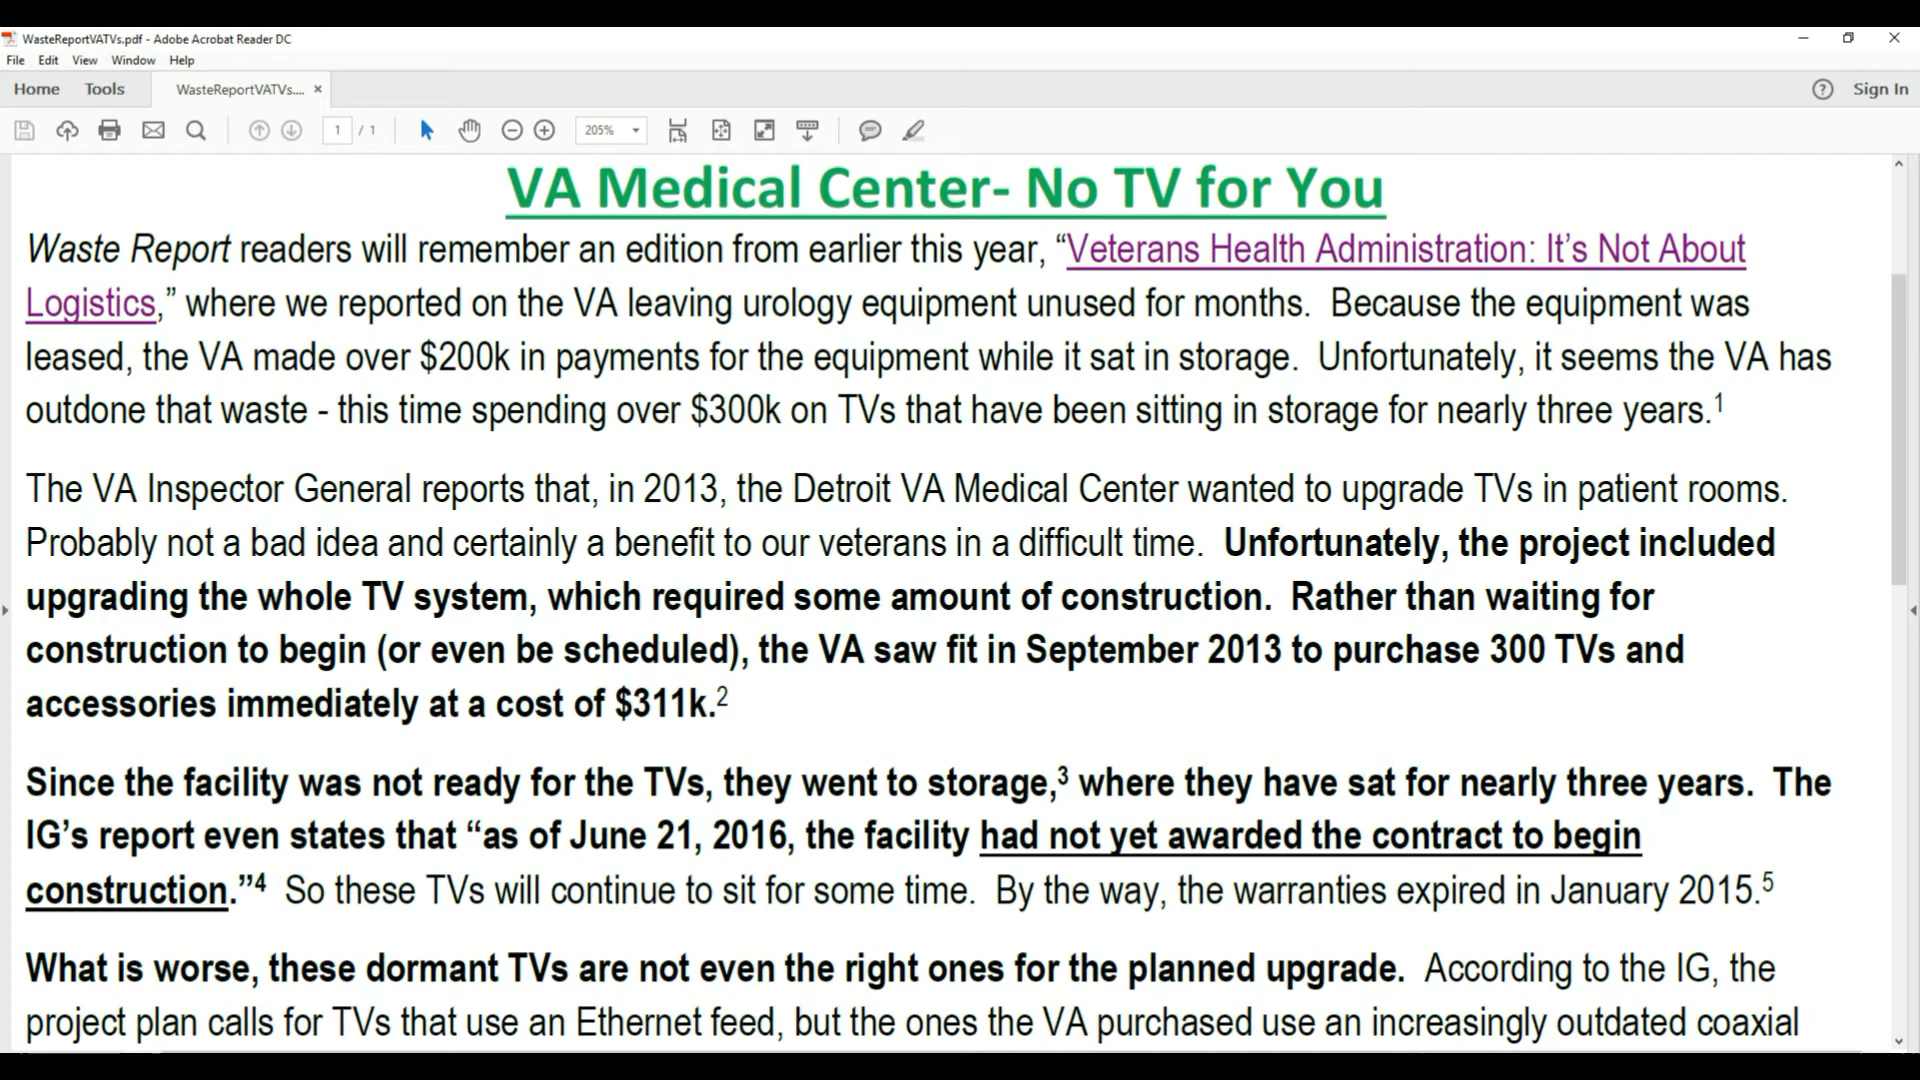 WasteReportVATVs.pdf - Adobe Acrobat Reader DC
File Edit View Window Help
Home Tools WasteReportVATVs.... × ? Sign In
1 / 1 205%
VA Medical Center- No TV for You
Waste Report readers will remember an edition from earlier this year, “Veterans Health Administration: It’s Not About
Logistics,” where we reported on the VA leaving urology equipment unused for months. Because the equipment was
leased, the VA made over $200k in payments for the equipment while it sat in storage. Unfortunately, it seems the VA has
outdone that waste - this time spending over $300k on TVs that have been sitting in storage for nearly three years.1
The VA Inspector General reports that, in 2013, the Detroit VA Medical Center wanted to upgrade TVs in patient rooms.
Probably not a bad idea and certainly a benefit to our veterans in a difficult time. Unfortunately, the project included
upgrading the whole TV system, which required some amount of construction. Rather than waiting for
construction to begin (or even be scheduled), the VA saw fit in September 2013 to purchase 300 TVs and
accessories immediately at a cost of $311k.2
Since the facility was not ready for the TVs, they went to storage,3 where they have sat for nearly three years. The
IG’s report even states that “as of June 21, 2016, the facility had not yet awarded the contract to begin
construction.”4 So these TVs will continue to sit for some time. By the way, the warranties expired in January 2015.5
What is worse, these dormant TVs are not even the right ones for the planned upgrade. According to the IG, the
project plan calls for TVs that use an Ethernet feed, but the ones the VA purchased use an increasingly outdated coaxial